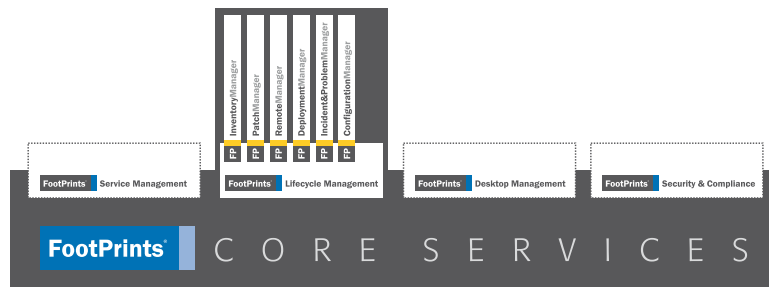 FP InventoryManager
FP PatchManager
FP RemoteManager
FP DeploymentManager
FP Incident&ProblemManager
FP ConfigurationManager
FootPrints Service Management
FootPrints Lifecycle Management
FootPrints Desktop Management
FootPrints Security & Compliance
FootPrints® CORE SERVICES